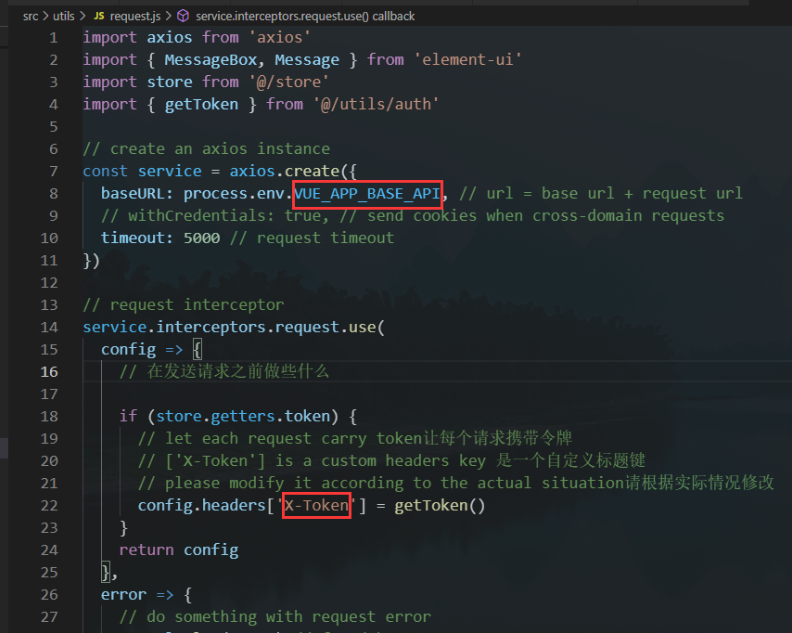 src > utils > JS request.js > service.interceptors.request.use() callback
1 import axios from 'axios'
2 import { MessageBox, Message } from 'element-ui'
3 import store from '@/store'
4 import { getToken } from '@/utils/auth'
5
6 // create an axios instance
7 const service = axios.create({
8 baseURL: process.env.VUE_APP_BASE_API, // url = base url + request url
9 // withCredentials: true, // send cookies when cross-domain requests
10 timeout: 5000 // request timeout
11 })
12
13 // request interceptor
14 service.interceptors.request.use(
15 config => {
16 // 在发送请求之前做些什么
17
18 if (store.getters.token) {
19 // let each request carry token让每个请求携带令牌
20 // ['X-Token'] is a custom headers key 是一个自定义标题键
21 // please modify it according to the actual situation请根据实际情况修改
22 config.headers['X-Token'] = getToken()
23 }
24 return config
25 },
26 error => {
27 // do something with request error